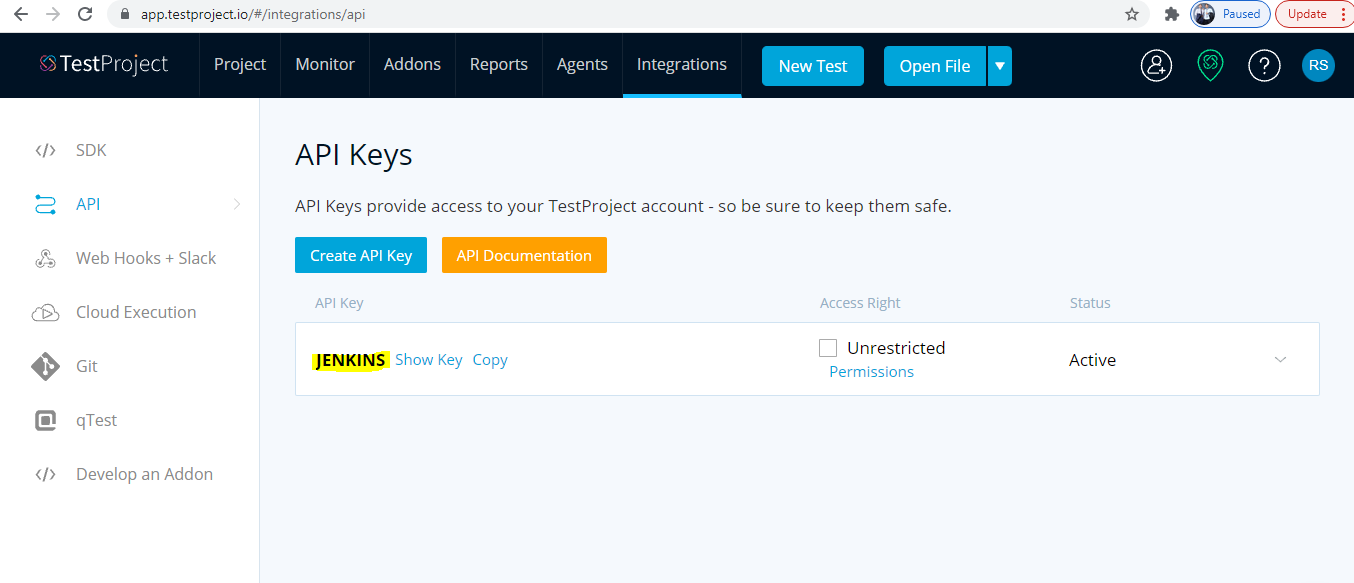 app.testproject.io/#/integrations/api
Paused
Update
TestProject
Project
Monitor
Addons
Reports
Agents
Integrations
New Test
Open File
?
RS
SDK
API
Web Hooks + Slack
Cloud Execution
Git
qTest
Develop an Addon
API Keys
API Keys provide access to your TestProject account - so be sure to keep them safe.
Create API Key
API Documentation
API Key
Access Right
Status
JENKINS Show Key Copy
Unrestricted
Permissions
Active